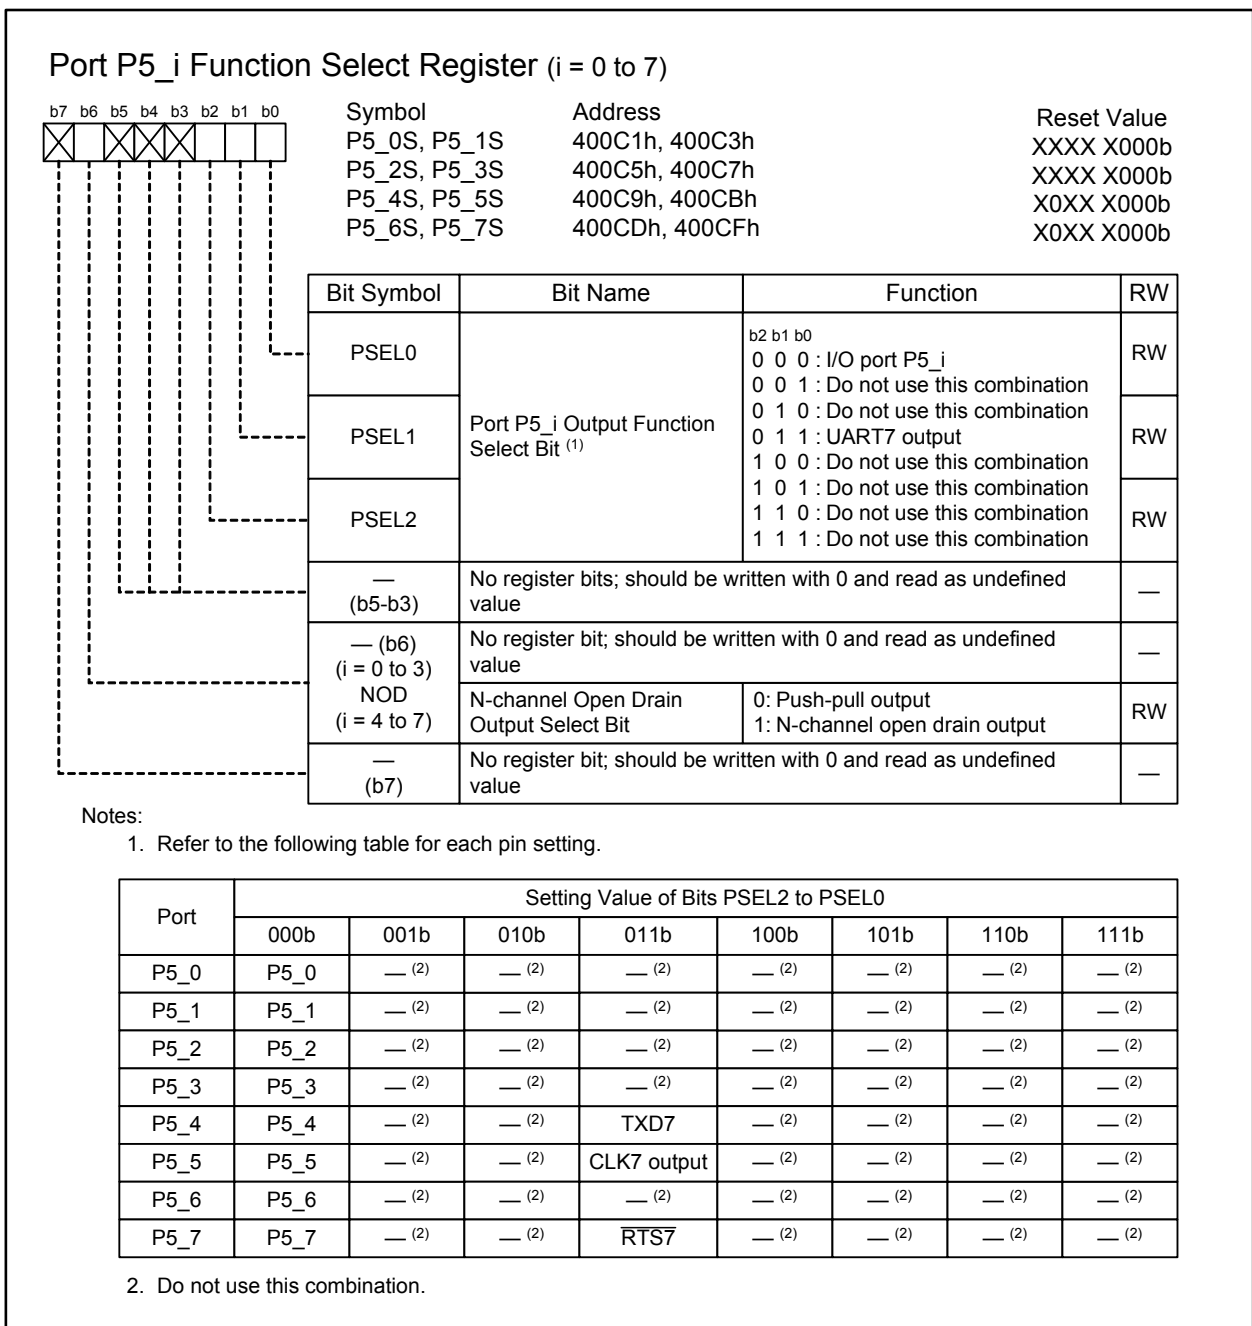 Port P5_i Function Select Register (i = 0 to 7)
b7 b6 b5 b4 b3 b2 b1 b0
Symbol Address Reset Value
P5_0S, P5_1S 400C1h, 400C3h XXXX X000b
P5_2S, P5_3S 400C5h, 400C7h XXXX X000b
P5_4S, P5_5S 400C9h, 400CBh X0XX X000b
P5_6S, P5_7S 400CDh, 400CFh X0XX X000b
Bit Symbol Bit Name Function RW
PSEL0 RW
PSEL1 RW
PSEL2 RW
Port P5_i Output Function
Select Bit (1)
b2 b1 b0
0 0 0 : I/O port P5_i
0 0 1 : Do not use this combination
0 1 0 : Do not use this combination
0 1 1 : UART7 output
1 0 0 : Do not use this combination
1 0 1 : Do not use this combination
1 1 0 : Do not use this combination
1 1 1 : Do not use this combination
—
(b5-b3)
No register bits; should be written with 0 and read as undefined
value
—
— (b6)
(i = 0 to 3)
NOD
(i = 4 to 7)
No register bit; should be written with 0 and read as undefined
value
—
N-channel Open Drain
Output Select Bit
0: Push-pull output
1: N-channel open drain output
RW
—
(b7)
No register bit; should be written with 0 and read as undefined
value
—
Notes:
1. Refer to the following table for each pin setting.
Port Setting Value of Bits PSEL2 to PSEL0
000b 001b 010b 011b 100b 101b 110b 111b
P5_0 P5_0 — (2) — (2) — (2) — (2) — (2) — (2) — (2)
P5_1 P5_1 — (2) — (2) — (2) — (2) — (2) — (2) — (2)
P5_2 P5_2 — (2) — (2) — (2) — (2) — (2) — (2) — (2)
P5_3 P5_3 — (2) — (2) — (2) — (2) — (2) — (2) — (2)
P5_4 P5_4 — (2) — (2) TXD7 — (2) — (2) — (2) — (2)
P5_5 P5_5 — (2) — (2) CLK7 output — (2) — (2) — (2) — (2)
P5_6 P5_6 — (2) — (2) — (2) — (2) — (2) — (2) — (2)
P5_7 P5_7 — (2) — (2) R̅T̅S̅7̅ — (2) — (2) — (2) — (2)
2. Do not use this combination.